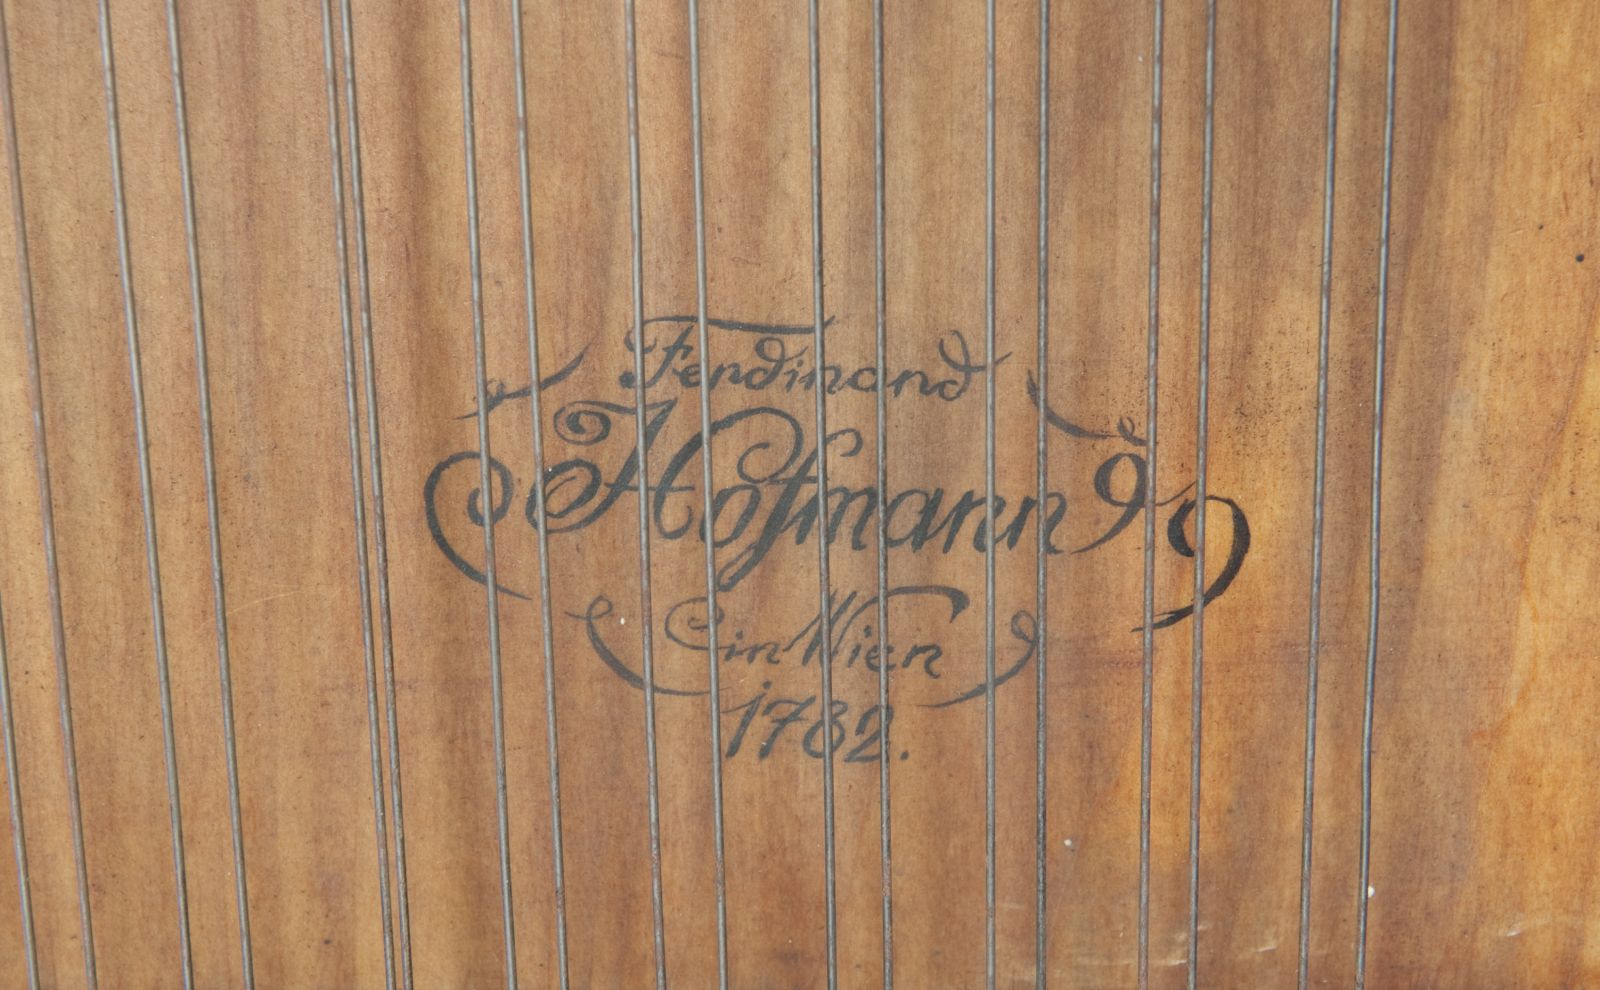 Ferdinand
Hofmann
in Wien
1782.